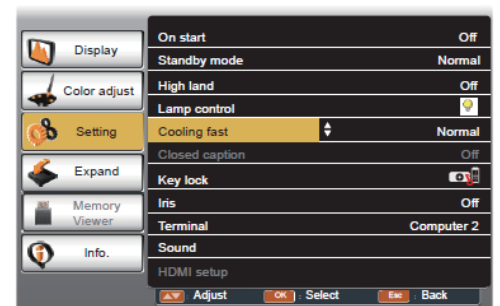 Display
Color adjust
Setting
Expand
Memory
Viewer
Info.
On start Off
Standby mode Normal
High land Off
Lamp control
Cooling fast Normal
Closed caption Off
Key lock
Iris Off
Terminal Computer 2
Sound
HDMI setup
Adjust OK : Select Esc : Back